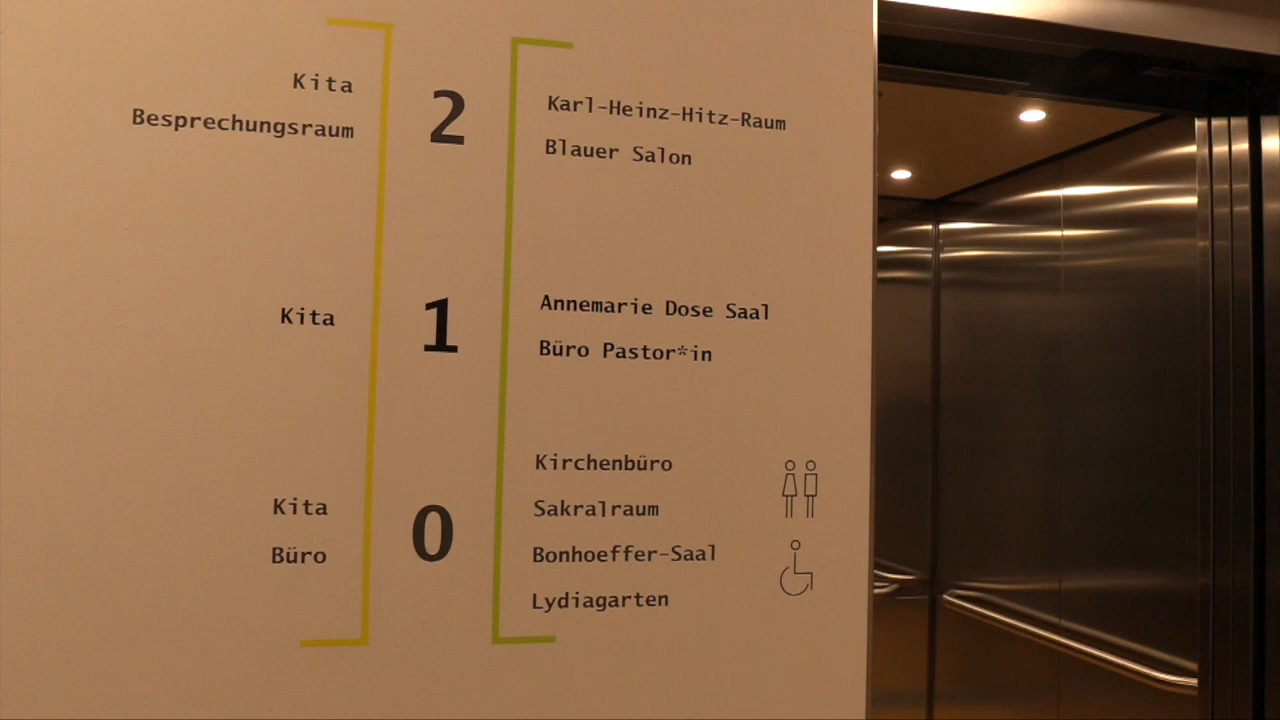 Kita
Besprechungsraum
2
Karl-Heinz-Hitz-Raum
Blauer Salon
Kita
1
Annemarie Dose Saal
Büro Pastor*in
Kita
Büro
0
Kirchenbüro
Sakralraum
Bonhoeffer-Saal
Lydiagarten